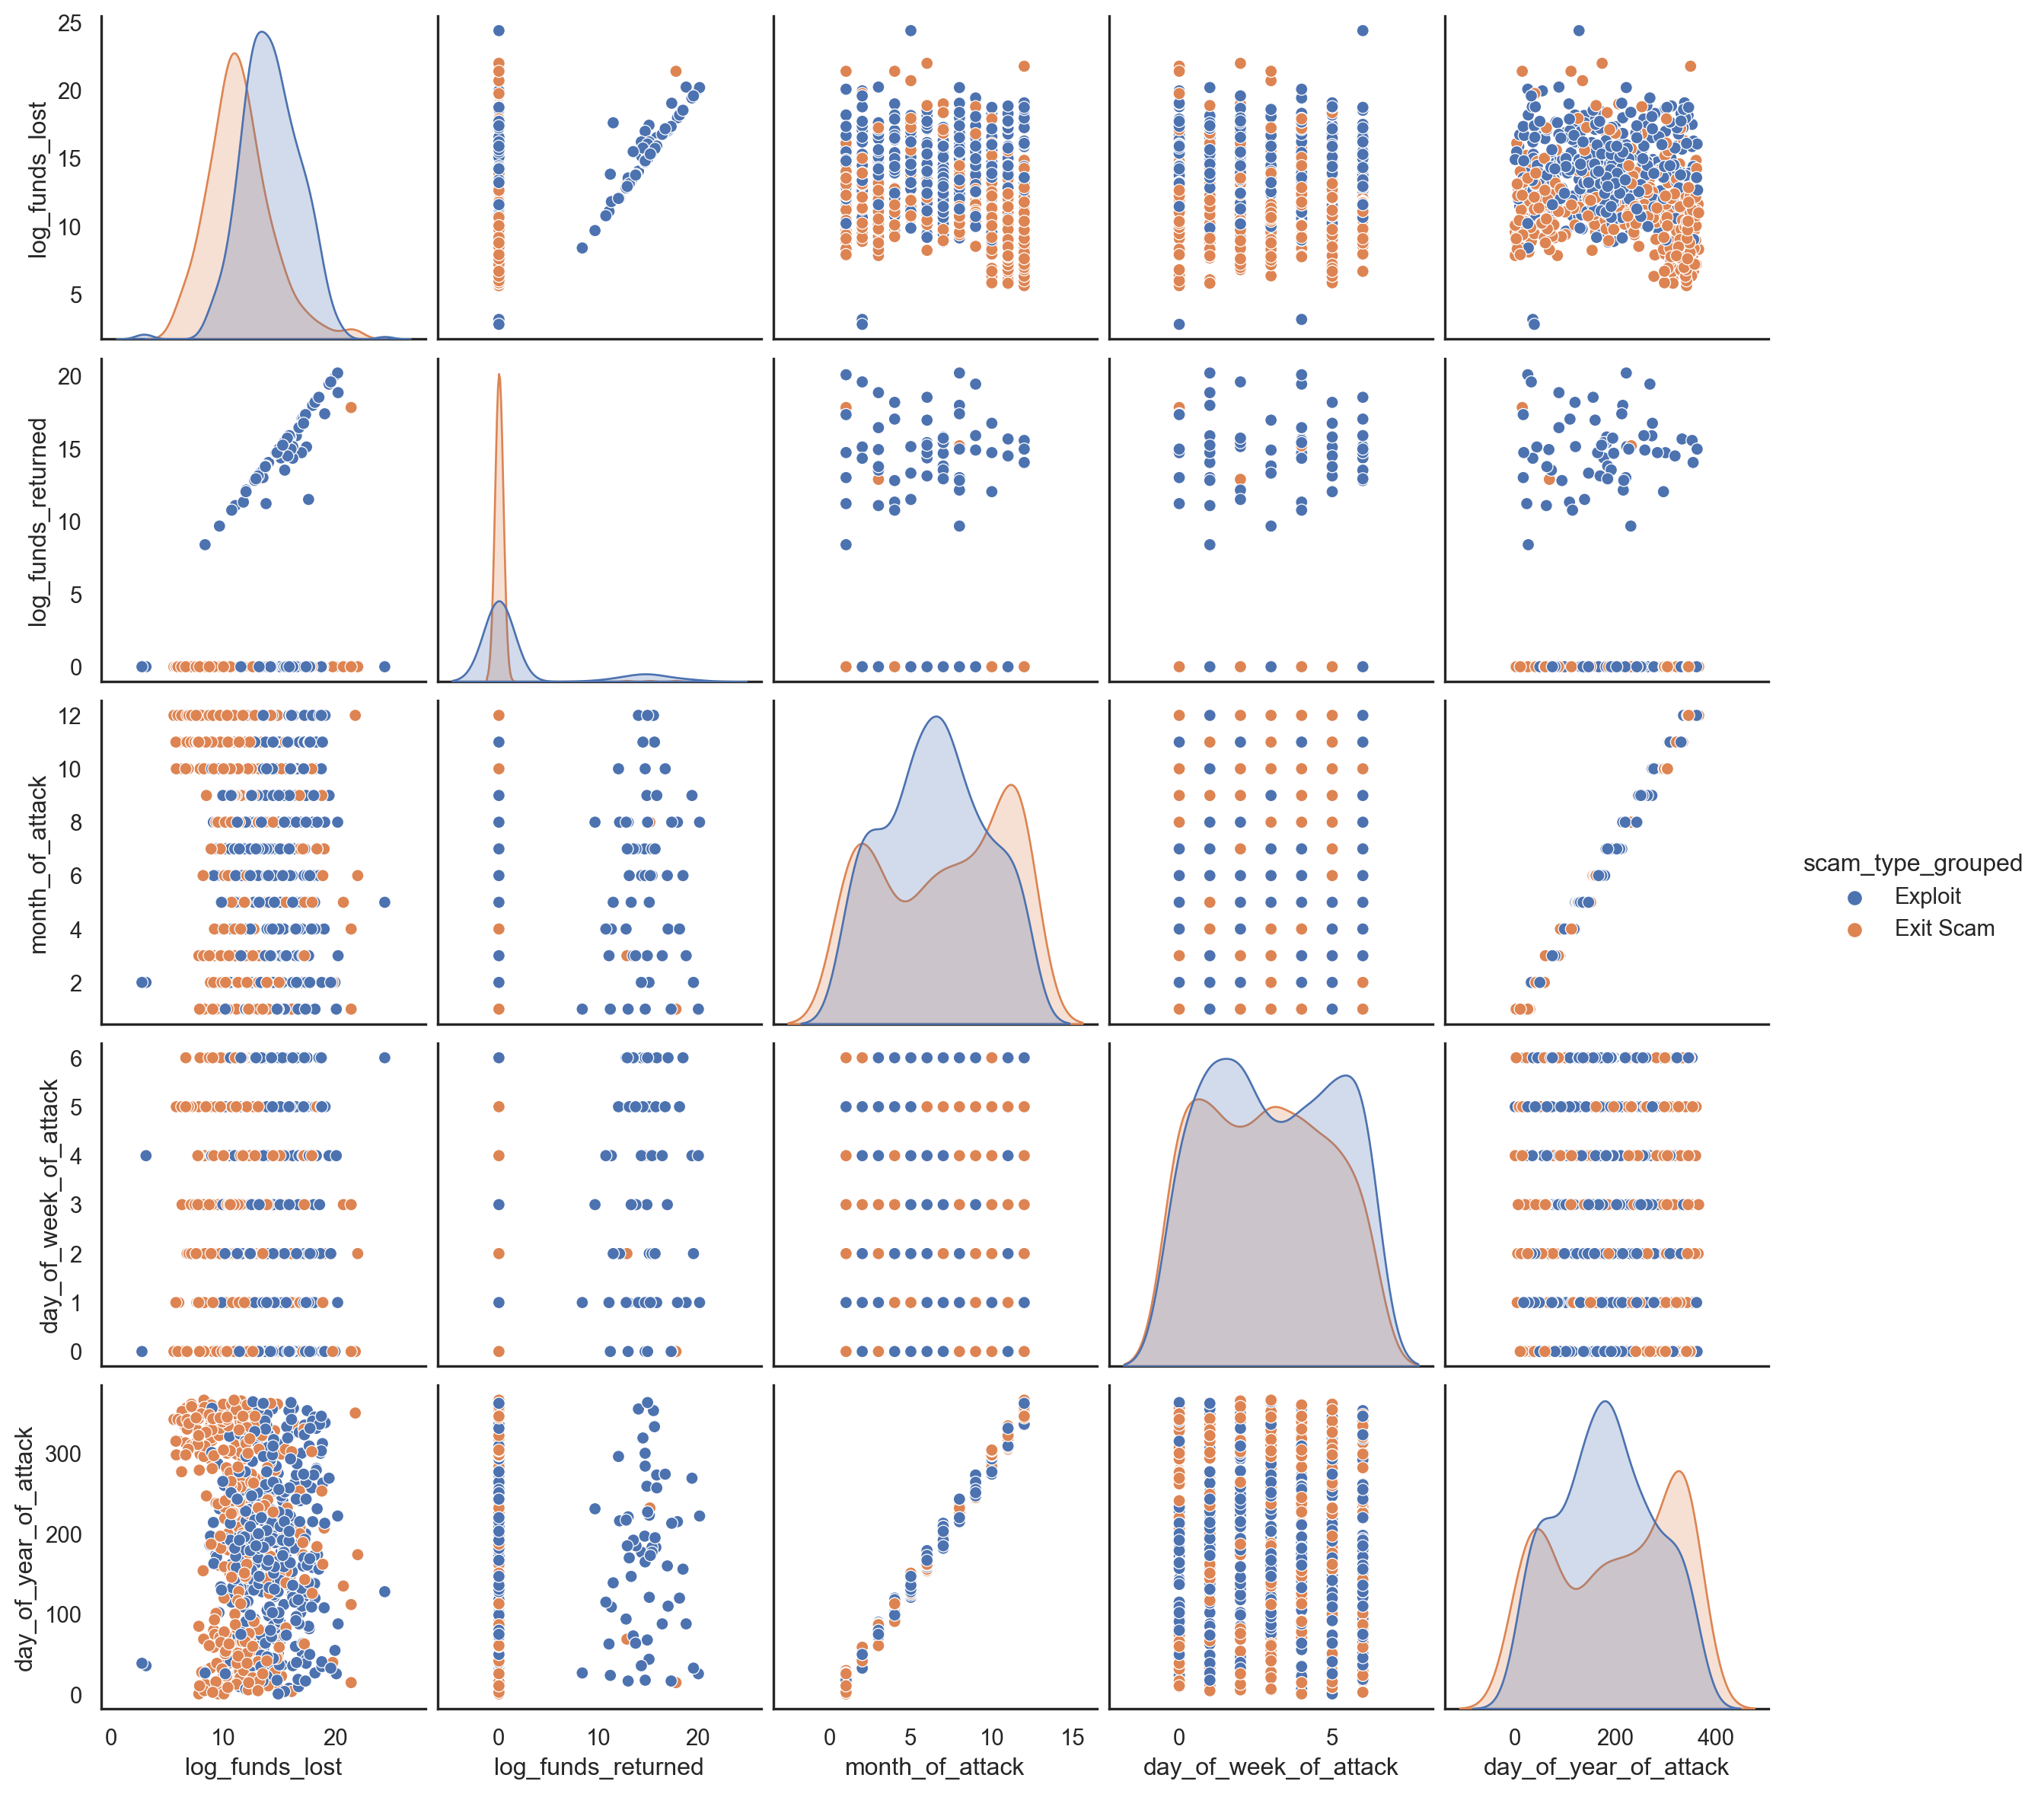 25
20
15
10
5
log_funds_lost
20
15
10
5
0
log_funds_returned
12
10
8
6
4
2
month_of_attack
scam_type_grouped
Exploit
Exit Scam
6
5
4
3
2
1
0
day_of_week_of_attack
300
200
100
0
day_of_year_of_attack
0 10 20
0 10 20
0 5 10 15
0 5
0 200 400
log_funds_lost
log_funds_returned
month_of_attack
day_of_week_of_attack
day_of_year_of_attack